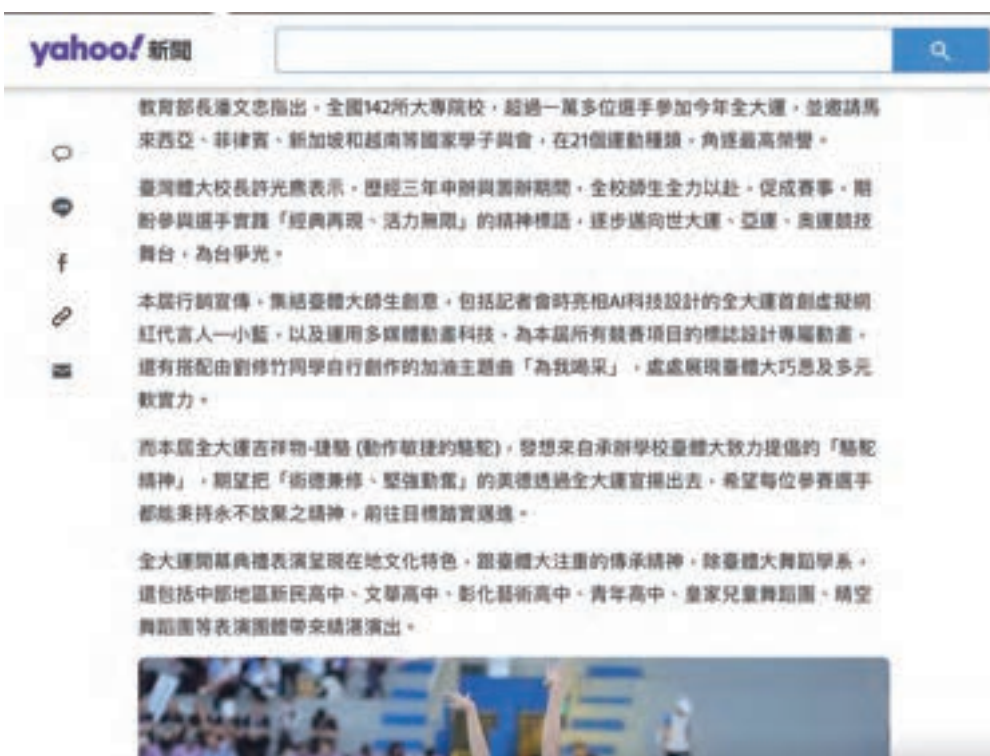 yahoo!新聞
教育部長潘文忠指出，全國142所大專院校，超過一萬多位選手參加今年全大運，並邀請馬
來西亞、菲律賓、新加坡和越南等國家學子與會，在21個運動種類，角逐最高榮譽。
臺灣體大校長許光麃表示，歷經三年申辦與籌辦期間，全校師生全力以赴，促成賽事，期
盼參與選手實踐「經典再現、活力無限」的精神標語，逐步邁向世大運、亞運、奧運競技
舞台，為台爭光。
本屆行銷宣傳，集結臺體大師生創意，包括記者會時亮相AI科技設計的全大運首創虛擬網
紅代言人—小藍，以及運用多媒體動畫科技，為本屆所有競賽項目的標誌設計專屬動畫，
還有搭配由劉修竹同學自行創作的加油主題曲「為我喝采」，處處展現臺體大巧思及多元
軟實力。
而本屆全大運吉祥物-捷駱 (動作敏捷的駱駝)，發想來自承辦學校臺體大致力提倡的「駱駝
精神」，期望把「術德兼修、堅強勤奮」的美德透過全大運宣揚出去，希望每位參賽選手
都能秉持永不放棄之精神，前往目標踏實邁進。
全大運開幕典禮表演呈現在地文化特色，跟臺體大注重的傳承精神，除臺體大舞蹈學系，
還包括中部地區新民高中、文華高中、彰化藝術高中、青年高中、皇家兒童舞蹈團、晴空
舞蹈團等表演團體帶來精湛演出。